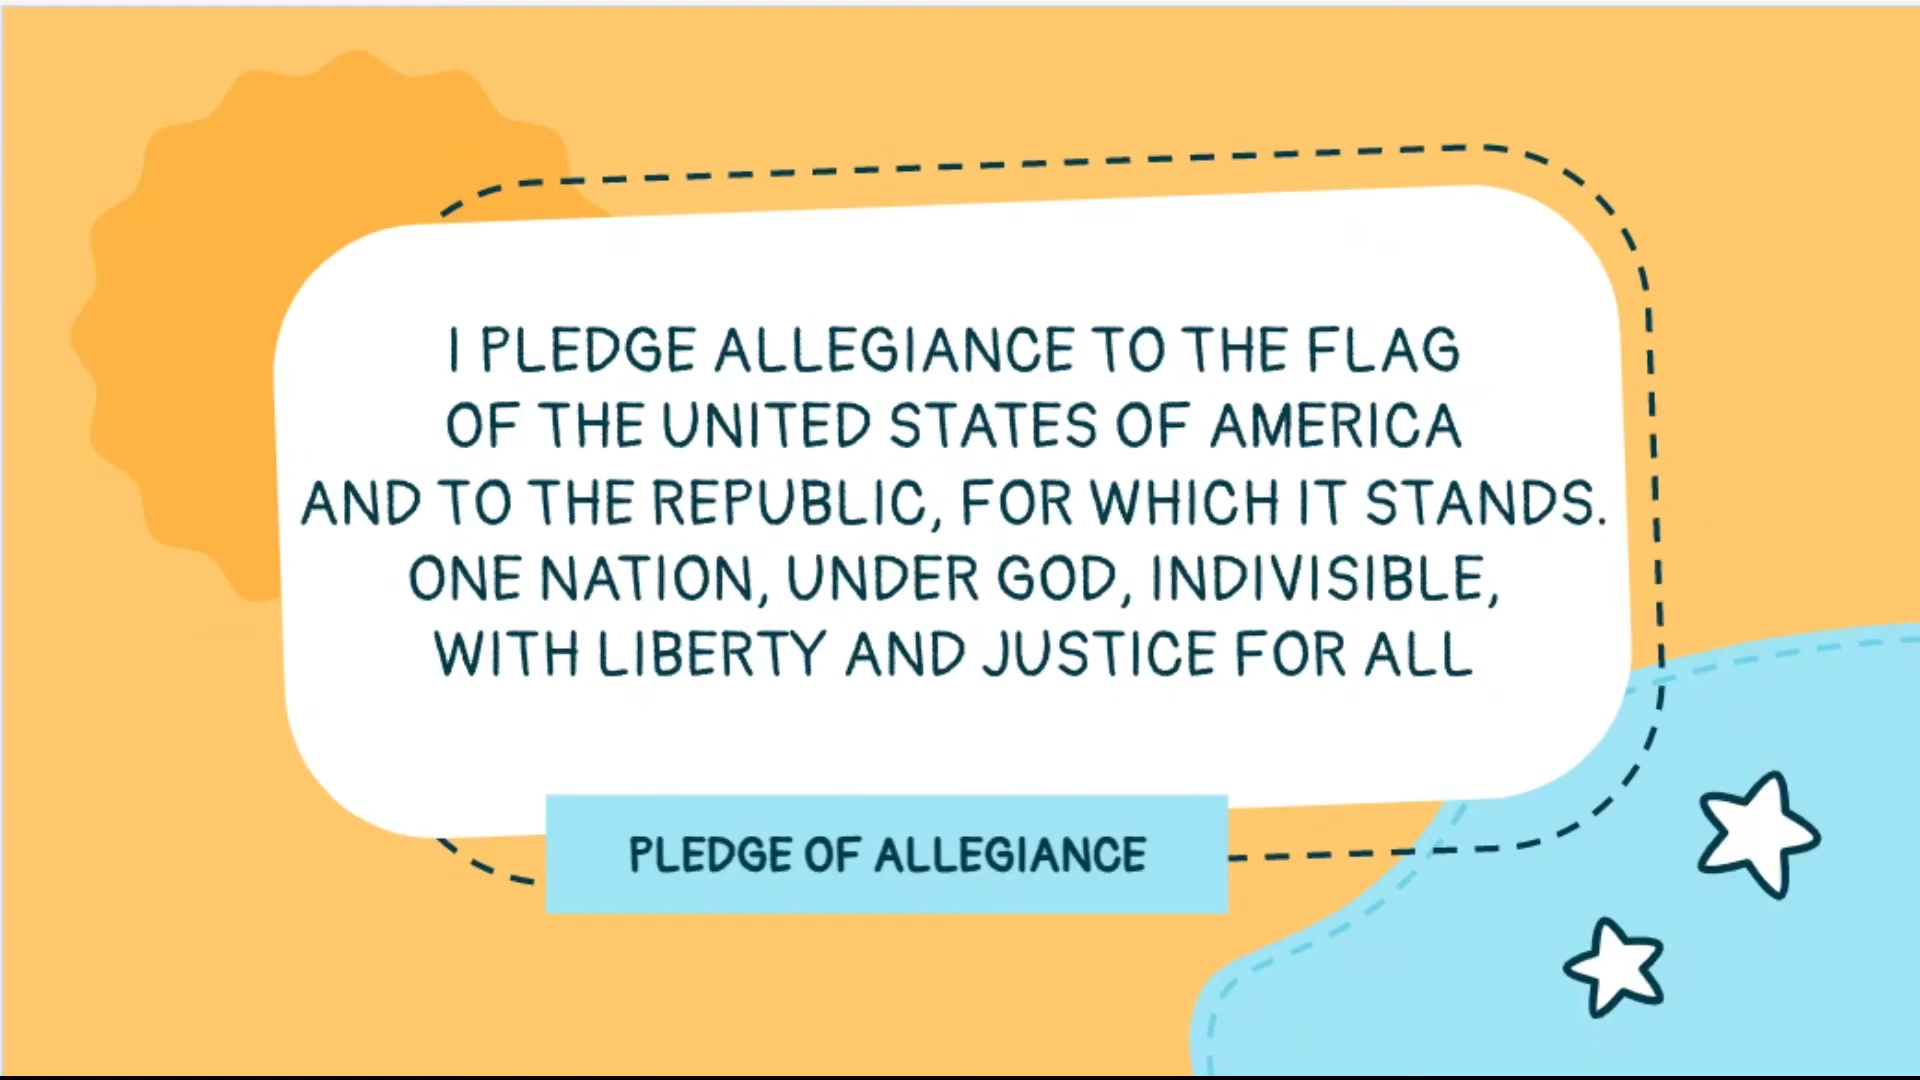 I PLEDGE ALLEGIANCE TO THE FLAG
OF THE UNITED STATES OF AMERICA
AND TO THE REPUBLIC, FOR WHICH IT STANDS.
ONE NATION, UNDER GOD, INDIVISIBLE,
WITH LIBERTY AND JUSTICE FOR ALL
PLEDGE OF ALLEGIANCE